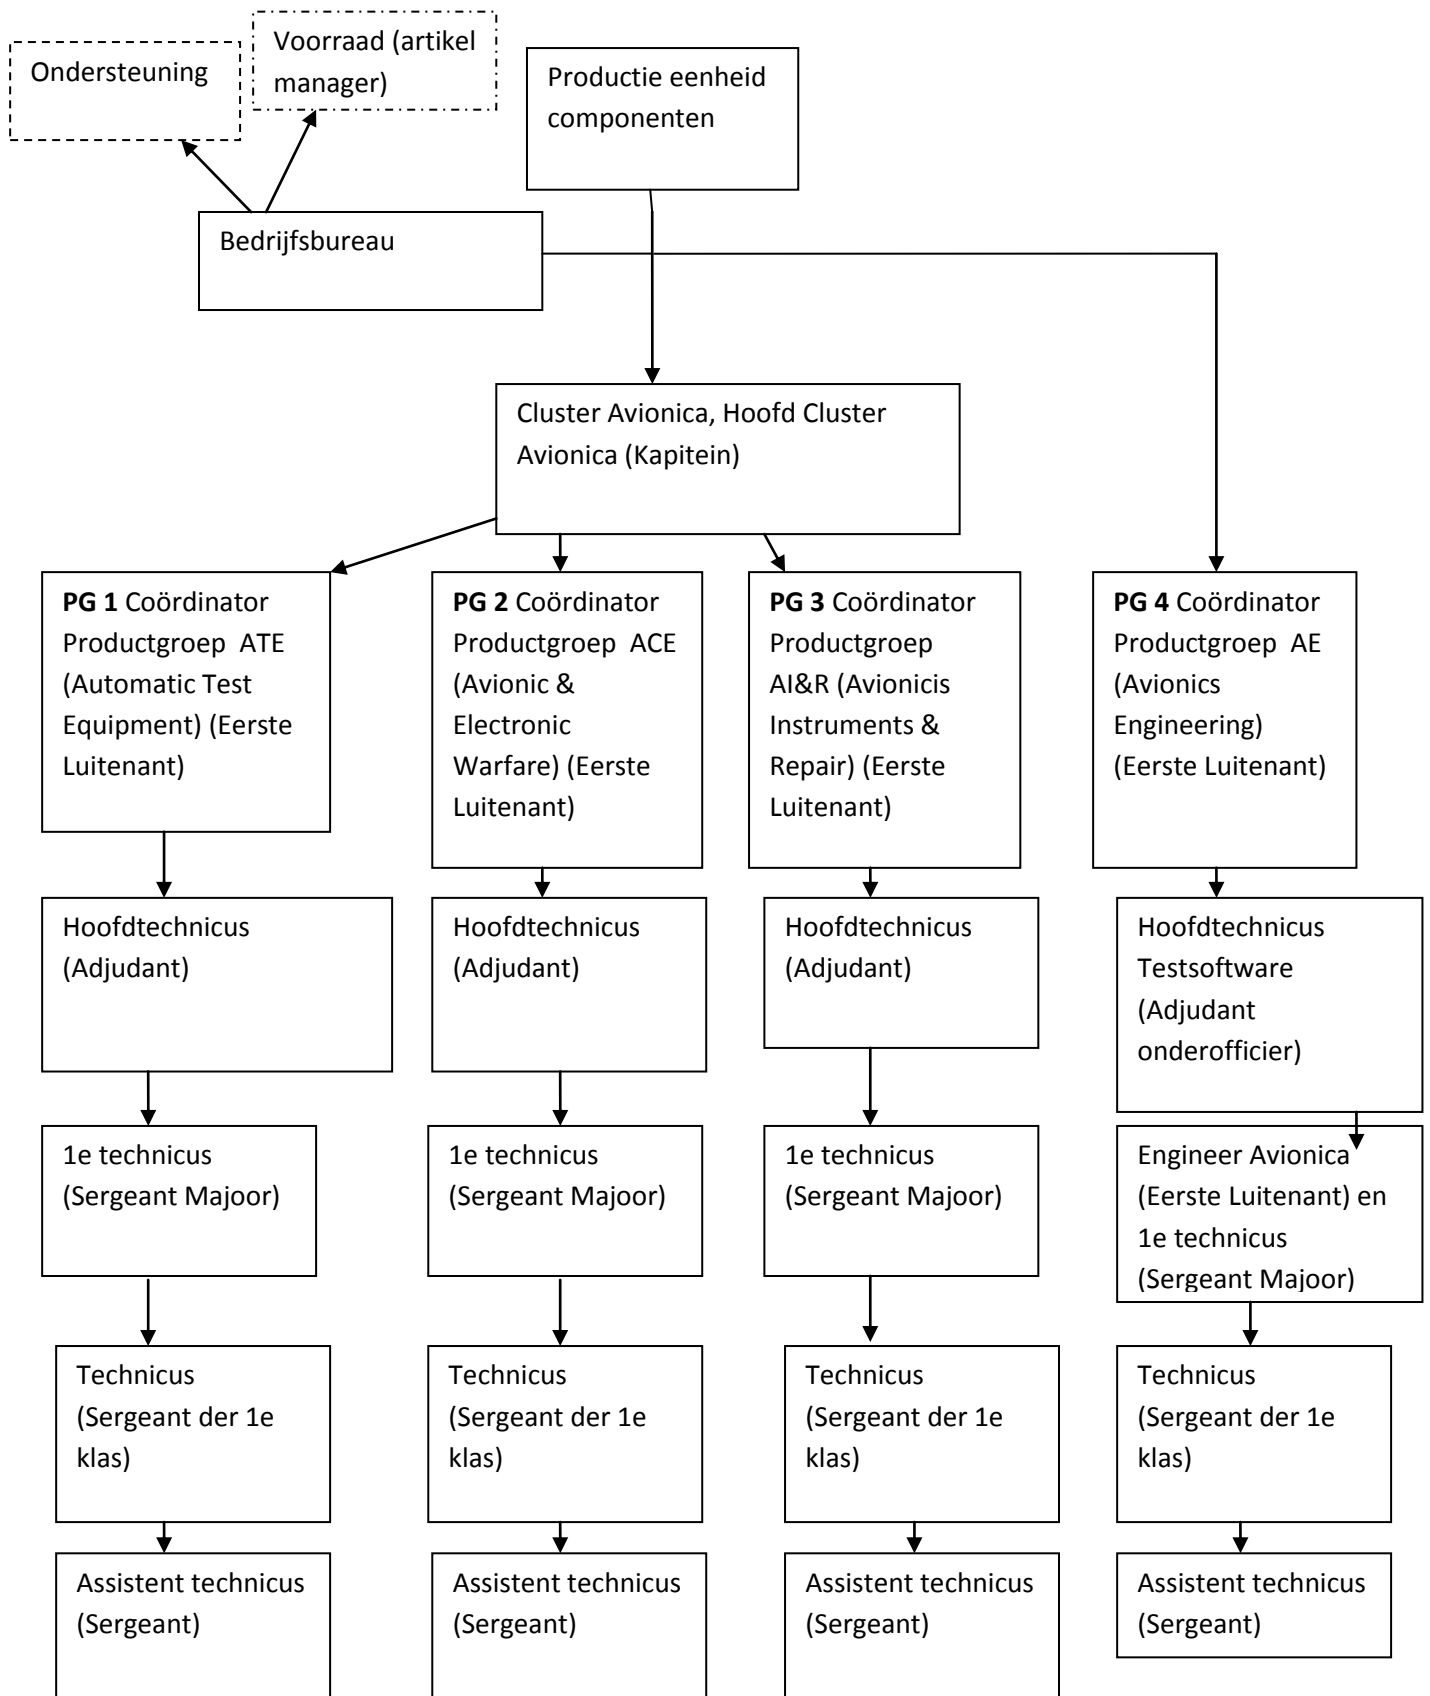 Ondersteuning
Voorraad (artikel
manager)
Productie eenheid
componenten
Bedrijfsbureau
Cluster Avionica, Hoofd Cluster
Avionica (Kapitein)
PG 1 Coördinator
Productgroep ATE
(Automatic Test
Equipment) (Eerste
Luitenant)
PG 2 Coördinator
Productgroep ACE
(Avionic &
Electronic
Warfare) (Eerste
Luitenant)
PG 3 Coördinator
Productgroep
AI&R (Avionicis
Instruments &
Repair) (Eerste
Luitenant)
PG 4 Coördinator
Productgroep AE
(Avionics
Engineering)
(Eerste Luitenant)
Hoofdtechnicus
(Adjudant)
Hoofdtechnicus
(Adjudant)
Hoofdtechnicus
(Adjudant)
Hoofdtechnicus
Testsoftware
(Adjudant
onderofficier)
1e technicus
(Sergeant Majoor)
1e technicus
(Sergeant Majoor)
1e technicus
(Sergeant Majoor)
Engineer Avionica
(Eerste Luitenant) en
1e technicus
(Sergeant Majoor)
Technicus
(Sergeant der 1e
klas)
Technicus
(Sergeant der 1e
klas)
Technicus
(Sergeant der 1e
klas)
Technicus
(Sergeant der 1e
klas)
Assistent technicus
(Sergeant)
Assistent technicus
(Sergeant)
Assistent technicus
(Sergeant)
Assistent technicus
(Sergeant)